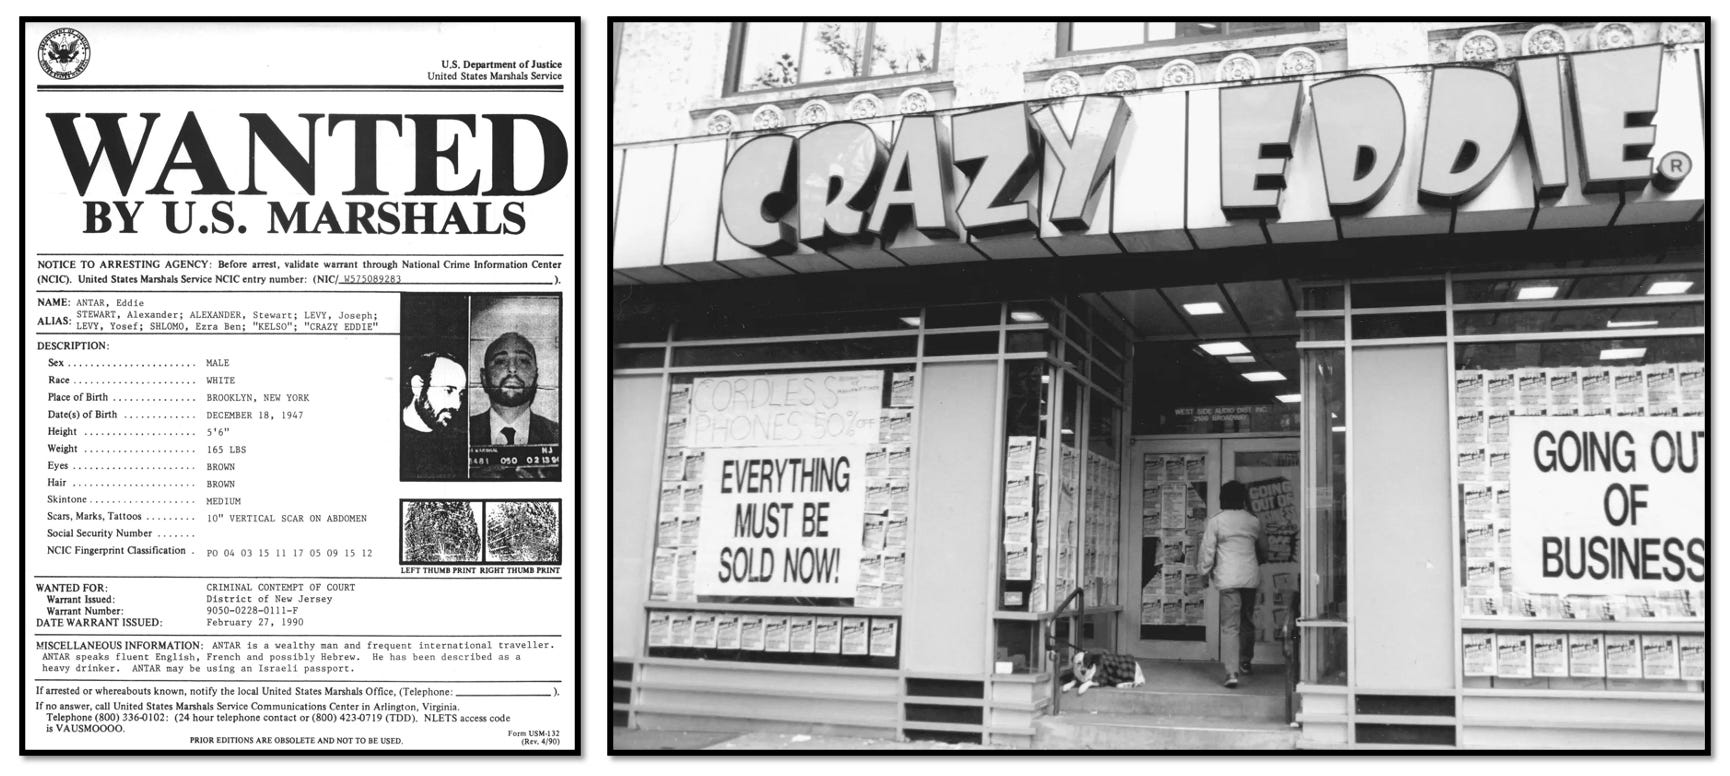 U.S. Department of Justice
United States Marshals Service
WANTED
BY U.S. MARSHALS
NOTICE TO ARRESTING AGENCY: Before arrest, validate warrant through National Crime Information Center
(NCIC). United States Marshals Service NCIC entry number: (NIC/ W575089283 ).
NAME: ANTAR, Eddie
ALIAS: STEWART, Alexander; ALEXANDER, Stewart; LEVY, Joseph;
LEVY, Yosef; SHLOMO, Ezra Ben; "KELSO"; "CRAZY EDDIE"
DESCRIPTION:
Sex ........................ MALE
Race ....................... WHITE
Place of Birth .............. BROOKLYN, NEW YORK
Date(s) of Birth ............ DECEMBER 18, 1947
Height ..................... 5'6"
Weight ..................... 165 LBS
Eyes ....................... BROWN
Hair ....................... BROWN
Skintone ................... MEDIUM
Scars, Marks, Tattoos ......... 10" VERTICAL SCAR ON ABDOMEN
Social Security Number .......
NCIC Fingerprint Classification . PO 04 03 15 11 17 05 09 15 12
NJ
LEFT THUMB PRINT RIGHT THUMB PRINT
WANTED FOR: CRIMINAL CONTEMPT OF COURT
Warrant Issued: District of New Jersey
Warrant Number: 9050-0228-0111-F
DATE WARRANT ISSUED: February 27, 1990
MISCELLANEOUS INFORMATION: ANTAR is a wealthy man and frequent international traveller.
ANTAR speaks fluent English, French and possibly Hebrew. He has been described as a
heavy drinker. ANTAR may be using an Israeli passport.
If arrested or whereabouts known, notify the local United States Marshals Office, (Telephone: ).
If no answer, call United States Marshals Service Communications Center in Arlington, Virginia.
Telephone (800) 336-0102: (24 hour telephone contact or (800) 423-0719 (TDD). NLETS access code
is VAUSMOOOO.
PRIOR EDITIONS ARE OBSOLETE AND NOT TO BE USED.
Form USM-132
(Rev. 4/90)
CRAZY EDDIE ®
CORDLESS
PHONES 50% OFF
EVERYTHING
MUST BE
SOLD NOW!
WEST SIDE AUDIO DIST. INC.
BROADWAY
GOING
OUT OF
GOING OUT
OF
BUSINESS